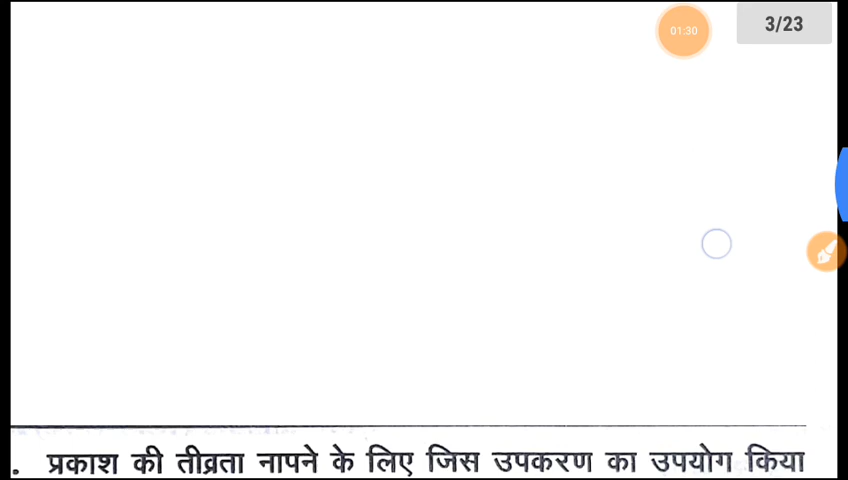 01:30
3/23
. प्रकाश की तीव्रता नापने के लिए जिस उपकरण का उपयोग किया